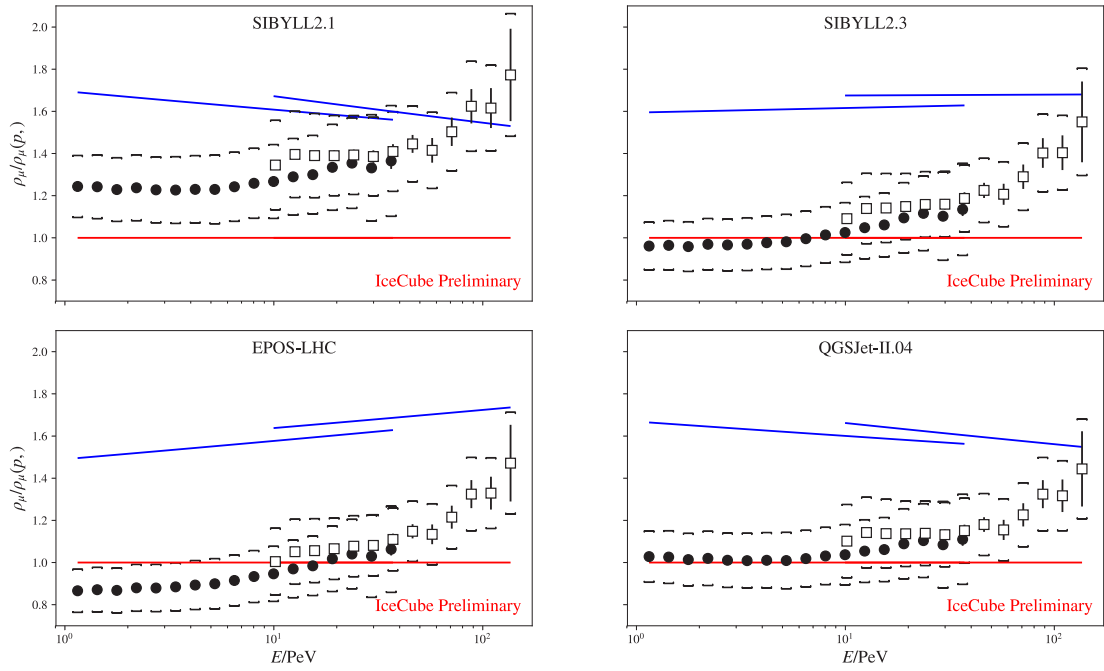 SIBYLL2.1
SIBYLL2.3
ρμ/ρμ(p,)
2.0
1.8
1.6
1.4
1.2
1.0
0.8
IceCube Preliminary
IceCube Preliminary
EPOS-LHC
QGSJet-II.04
ρμ/ρμ(p,)
2.0
1.8
1.6
1.4
1.2
1.0
0.8
IceCube Preliminary
IceCube Preliminary
10⁰ 10¹ 10²
E/PeV
10⁰ 10¹ 10²
E/PeV